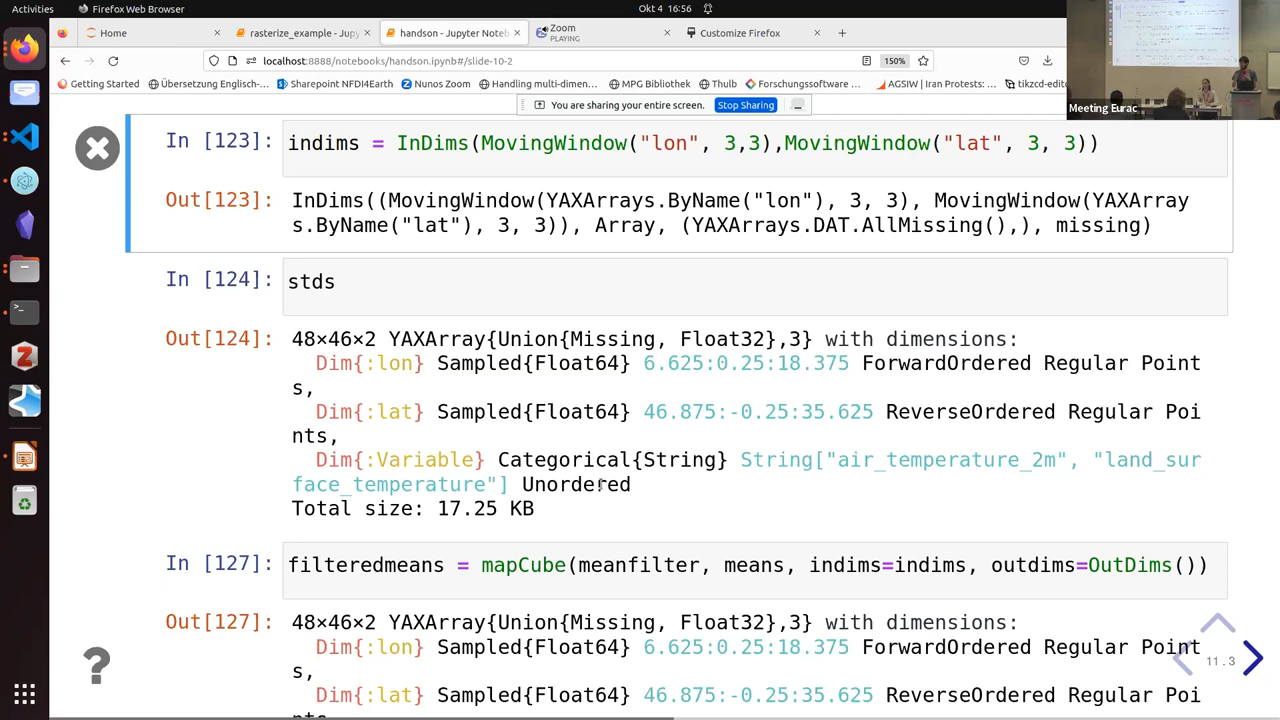 Activities
Firefox Web Browser
Okt 4 16:56
Home
rasterize_example - Jupyt
handson - Jupyter Noteb
Zoom
PLAYING
Customize Firefox
localhost:8888/notebooks/handson.ipynb#/slide-10-2
150%
Getting Started
Übersetzung Englisch...
Sharepoint NFDI4Earth
Nunos Zoom
Handling multi-dimen...
MPG Bibliothek
Thulb
Forschungssoftware ...
AGSIW | Iran Protests: ...
tikzcd-edit
You are sharing your entire screen.
Stop Sharing
Meeting Eurac
In [123]: indims = InDims(MovingWindow("lon", 3,3),MovingWindow("lat", 3, 3))
Out[123]: InDims((MovingWindow(YAXArrays.ByName("lon"), 3, 3), MovingWindow(YAXArray
s.ByName("lat"), 3, 3)), Array, (YAXArrays.DAT.AllMissing(),), missing)
In [124]: stds
Out[124]: 48×46×2 YAXArray{Union{Missing, Float32},3} with dimensions:
Dim{:lon} Sampled{Float64} 6.625:0.25:18.375 ForwardOrdered Regular Point
s,
Dim{:lat} Sampled{Float64} 46.875:-0.25:35.625 ReverseOrdered Regular Poi
nts,
Dim{:Variable} Categorical{String} String["air_temperature_2m", "land_sur
face_temperature"] Unordered
Total size: 17.25 KB
In [127]: filteredmeans = mapCube(meanfilter, means, indims=indims, outdims=OutDims())
Out[127]: 48×46×2 YAXArray{Union{Missing, Float32},3} with dimensions:
Dim{:lon} Sampled{Float64} 6.625:0.25:18.375 ForwardOrdered Regular Point
s,
Dim{:lat} Sampled{Float64} 46.875:-0.25:35.625 ReverseOrdered Regular Poi
11.3